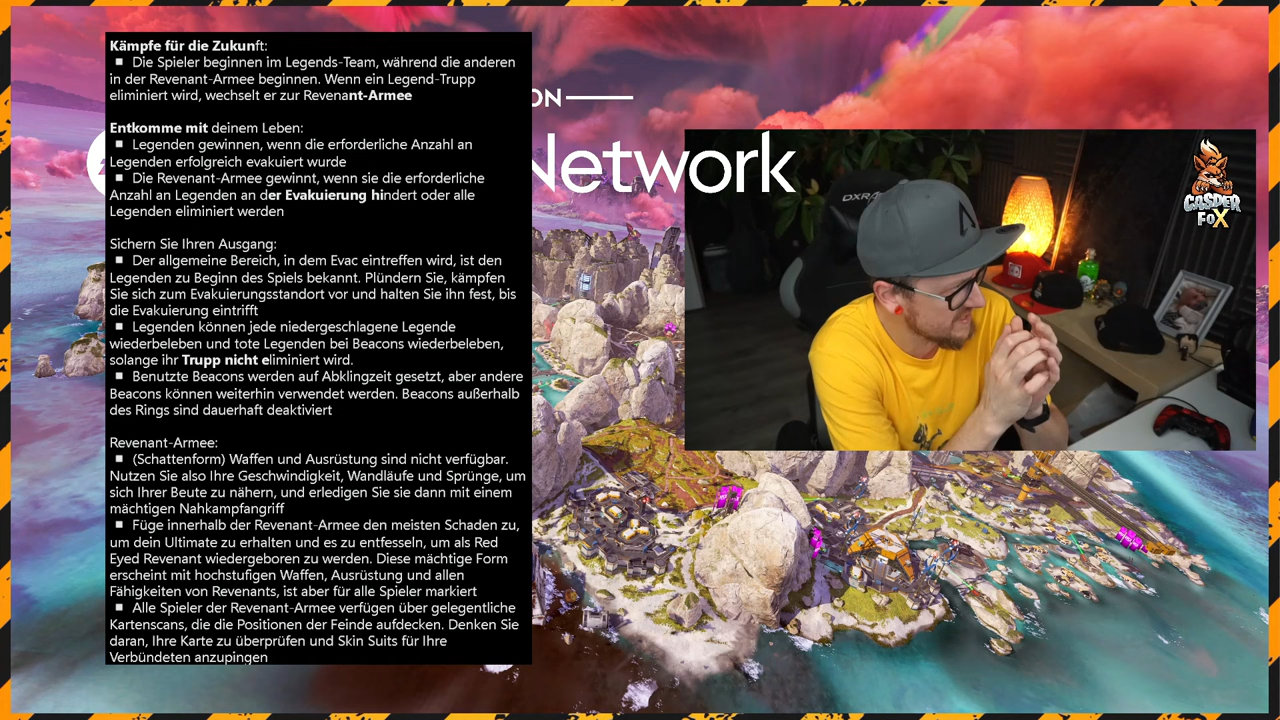 Kämpfe für die Zukunft:
▪ Die Spieler beginnen im Legends-Team, während die anderen
in der Revenant-Armee beginnen. Wenn ein Legend-Trupp
eliminiert wird, wechselt er zur Revenant-Armee
Entkomme mit deinem Leben:
▪ Legenden gewinnen, wenn die erforderliche Anzahl an
Legenden erfolgreich evakuiert wurde
▪ Die Revenant-Armee gewinnt, wenn sie die erforderliche
Anzahl an Legenden an der Evakuierung hindert oder alle
Legenden eliminiert werden
Sichern Sie Ihren Ausgang:
▪ Der allgemeine Bereich, in dem Evac eintreffen wird, ist den
Legenden zu Beginn des Spiels bekannt. Plündern Sie, kämpfen
Sie sich zum Evakuierungsstandort vor und halten Sie ihn fest, bis
die Evakuierung eintrifft
▪ Legenden können jede niedergeschlagene Legende
wiederbeleben und tote Legenden bei Beacons wiederbeleben,
solange ihr Trupp nicht eliminiert wird.
▪ Benutzte Beacons werden auf Abklingzeit gesetzt, aber andere
Beacons können weiterhin verwendet werden. Beacons außerhalb
des Rings sind dauerhaft deaktiviert
Revenant-Armee:
▪ (Schattenform) Waffen und Ausrüstung sind nicht verfügbar.
Nutzen Sie also Ihre Geschwindigkeit, Wandläufe und Sprünge, um
sich Ihrer Beute zu nähern, und erledigen Sie sie dann mit einem
mächtigen Nahkampfangriff
▪ Füge innerhalb der Revenant-Armee den meisten Schaden zu,
um dein Ultimate zu erhalten und es zu entfesseln, um als Red
Eyed Revenant wiedergeboren zu werden. Diese mächtige Form
erscheint mit hochstufigen Waffen, Ausrüstung und allen
Fähigkeiten von Revenants, ist aber für alle Spieler markiert
▪ Alle Spieler der Revenant-Armee verfügen über gelegentliche
Kartenscans, die die Positionen der Feinde aufdecken. Denken Sie
daran, Ihre Karte zu überprüfen und Skin Suits für Ihre
Verbündeten anzupingen
ON
Network
DXRA
CASPER
FoX